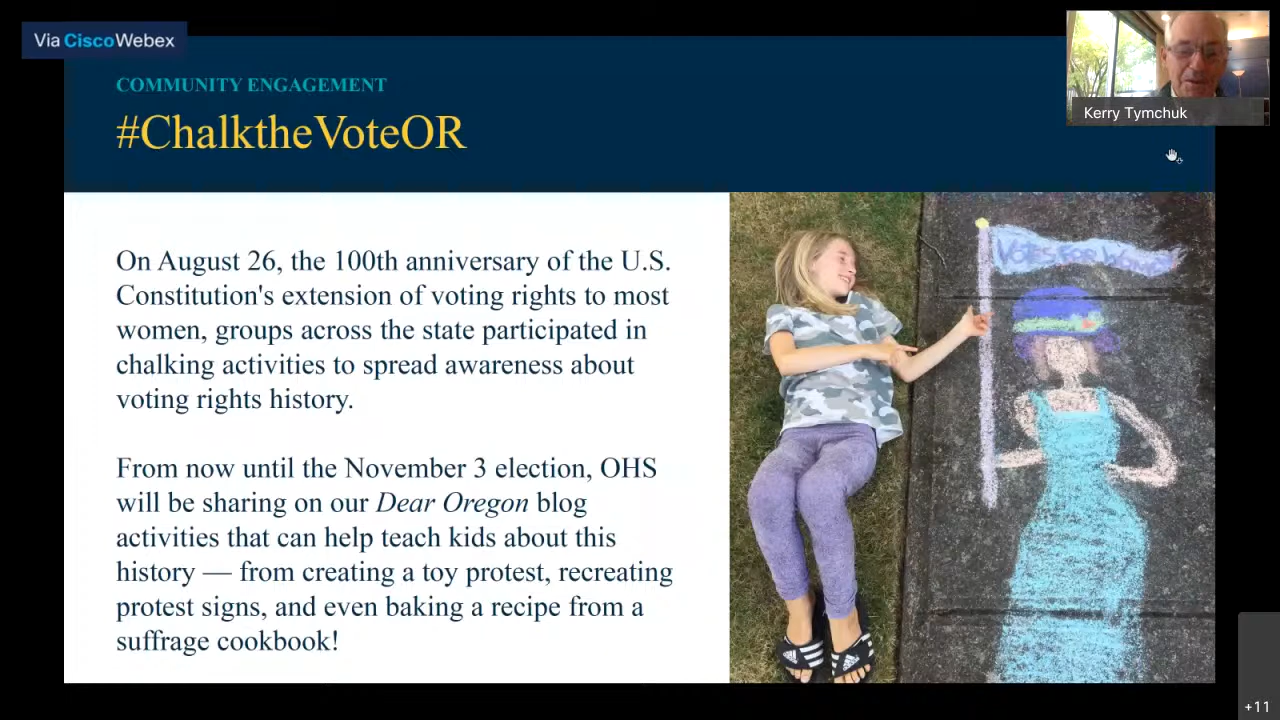 Via Cisco Webex
COMMUNITY ENGAGEMENT
#ChalktheVoteOR
Kerry Tymchuk
On August 26, the 100th anniversary of the U.S.
Constitution's extension of voting rights to most
women, groups across the state participated in
chalking activities to spread awareness about
voting rights history.
From now until the November 3 election, OHS
will be sharing on our Dear Oregon blog
activities that can help teach kids about this
history — from creating a toy protest, recreating
protest signs, and even baking a recipe from a
suffrage cookbook!
VOTES FOR
+11